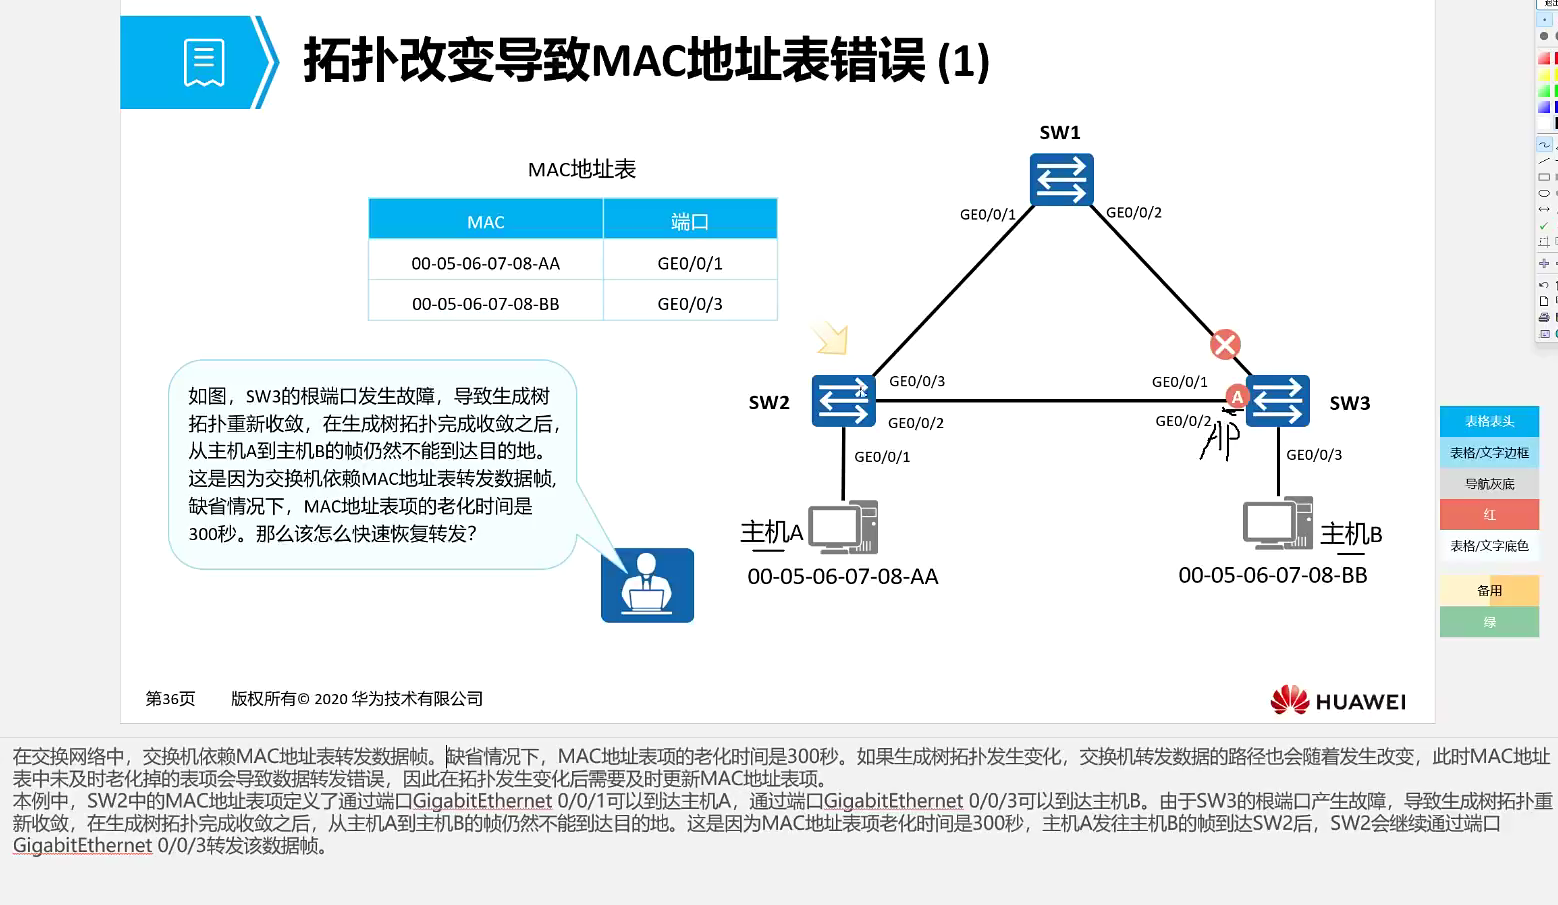 拓扑改变导致MAC地址表错误 (1)
MAC地址表
MAC 端口
00-05-06-07-08-AA GE0/0/1
00-05-06-07-08-BB GE0/0/3
如图，SW3的根端口发生故障，导致生成树
拓扑重新收敛，在生成树拓扑完成收敛之后，
从主机A到主机B的帧仍然不能到达目的地。
这是因为交换机依赖MAC地址表转发数据帧，
缺省情况下，MAC地址表项的老化时间是
300秒。那么该怎么快速恢复转发？
SW1
GE0/0/1
GE0/0/2
SW2
GE0/0/3
GE0/0/2
GE0/0/1
GE0/0/1
A
GE0/0/2
AP
SW3
GE0/0/3
主机A
00-05-06-07-08-AA
主机B
00-05-06-07-08-BB
表格表头
表格/文字边框
导航灰底
红
表格/文字底色
备用
绿
第36页 版权所有© 2020 华为技术有限公司
HUAWEI
在交换网络中，交换机依赖MAC地址表转发数据帧。缺省情况下，MAC地址表项的老化时间是300秒。如果生成树拓扑发生变化，交换机转发数据的路径也会随着发生改变，此时MAC地址
表中未及时老化掉的表项会导致数据转发错误，因此在拓扑发生变化后需要及时更新MAC地址表项。
本例中，SW2中的MAC地址表项定义了通过端口GigabitEthernet 0/0/1可以到达主机A，通过端口GigabitEthernet 0/0/3可以到达主机B。由于SW3的根端口产生故障，导致生成树拓扑重
新收敛，在生成树拓扑完成收敛之后，从主机A到主机B的帧仍然不能到达目的地。这是因为MAC地址表项老化时间是300秒，主机A发往主机B的帧到达SW2后，SW2会继续通过端口
GigabitEthernet 0/0/3转发该数据帧。